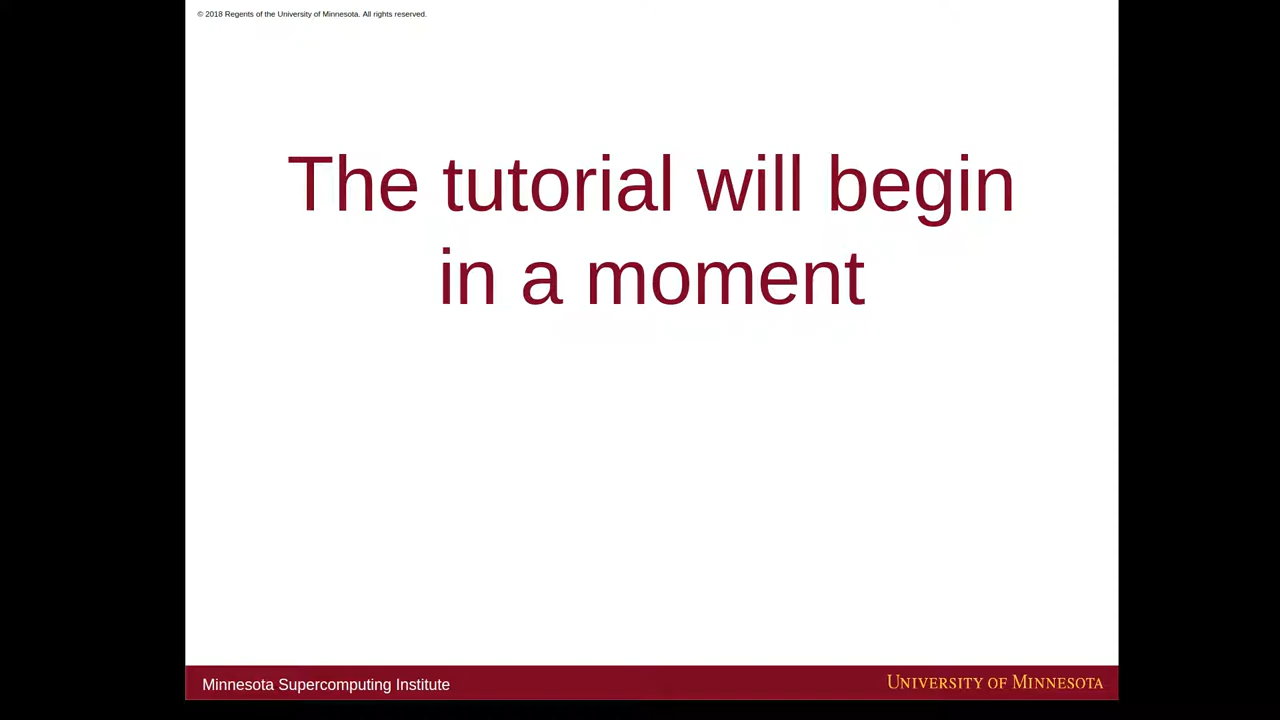 © 2018 Regents of the University of Minnesota. All rights reserved.
The tutorial will begin
in a moment
Minnesota Supercomputing Institute
UNIVERSITY OF MINNESOTA